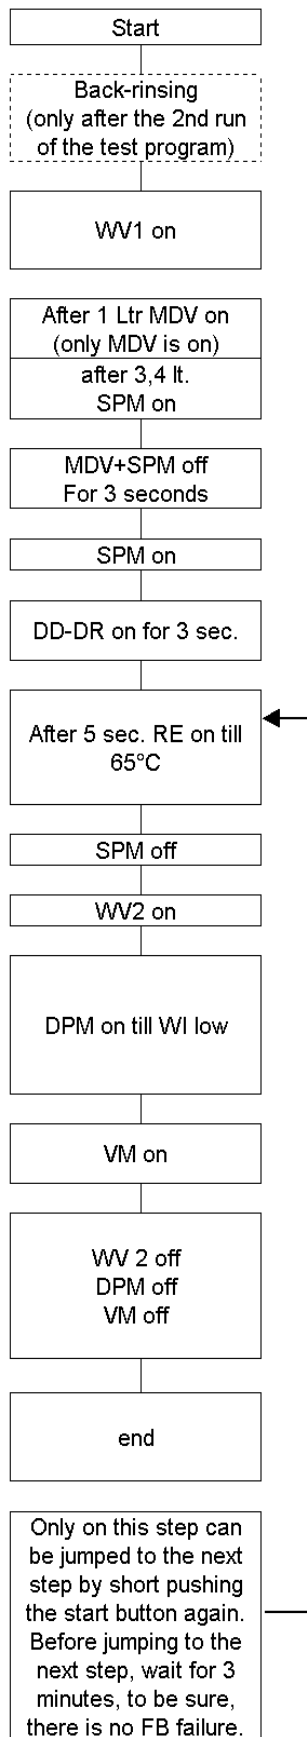 Start
Back-rinsing
(only after the 2nd run
of the test program)
WV1 on
After 1 Ltr MDV on
(only MDV is on)
after 3,4 lt.
SPM on
MDV+SPM off
For 3 seconds
SPM on
DD-DR on for 3 sec.
After 5 sec. RE on till
65°C
SPM off
WV2 on
DPM on till WI low
VM on
WV 2 off
DPM off
VM off
end
Only on this step can
be jumped to the next
step by short pushing
the start button again.
Before jumping to the
next step, wait for 3
minutes, to be sure,
there is no FB failure.